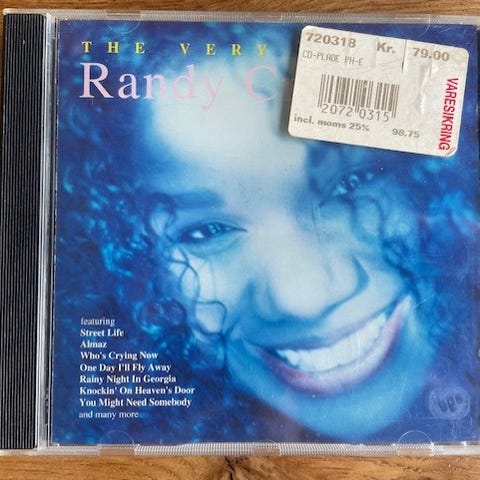 THE VERY
Randy C
720318 Kr. 79.00
CD-PLADE PH-E
20720315
incl. moms 25% 98.75
VARESIKRING
featuring
Street Life
Almaz
Who's Crying Now
One Day I'll Fly Away
Rainy Night In Georgia
Knockin' On Heaven's Door
You Might Need Somebody
and many more